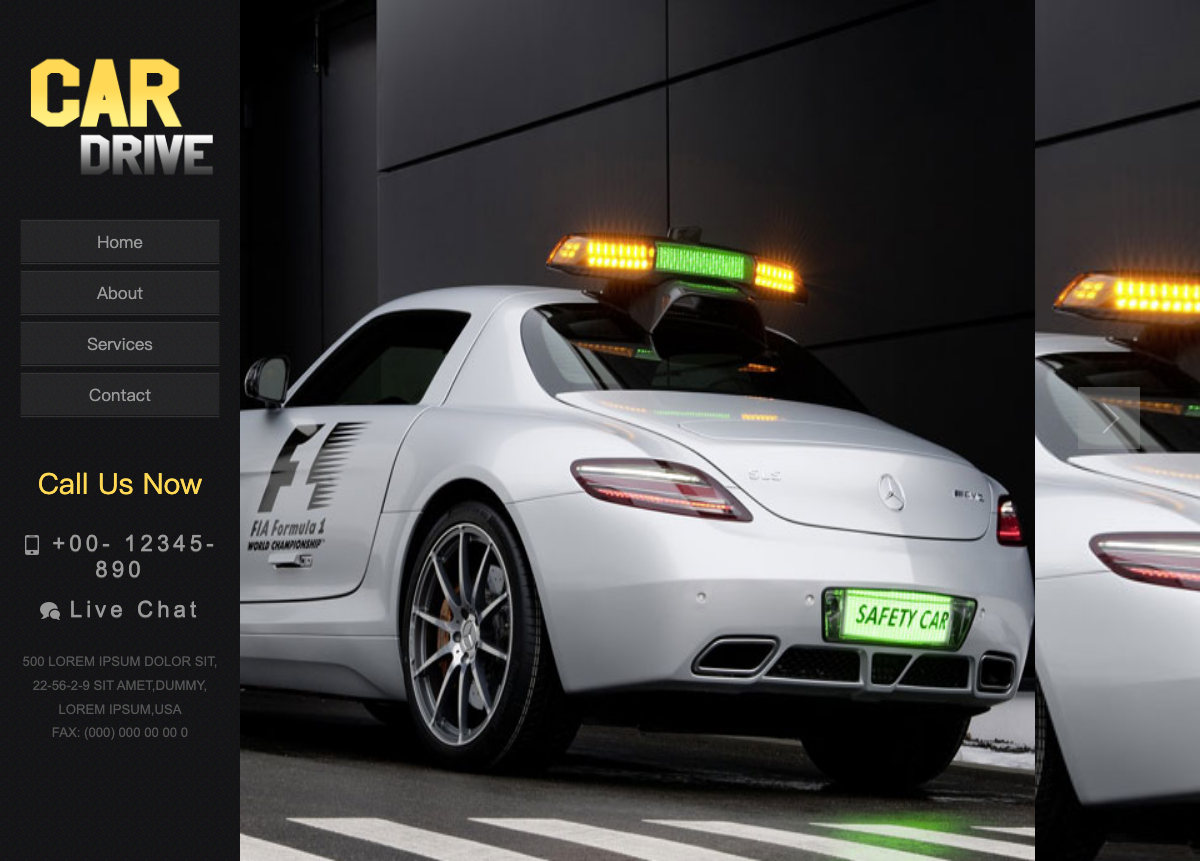 CAR
DRIVE
Home
About
Services
Contact
Call Us Now
+00- 12345-
890
Live Chat
500 LOREM IPSUM DOLOR SIT,
22-56-2-9 SIT AMET,DUMMY,
LOREM IPSUM,USA
FAX: (000) 000 00 00 0
F1
FIA Formula 1
WORLD CHAMPIONSHIP
SLS
SAFETY CAR